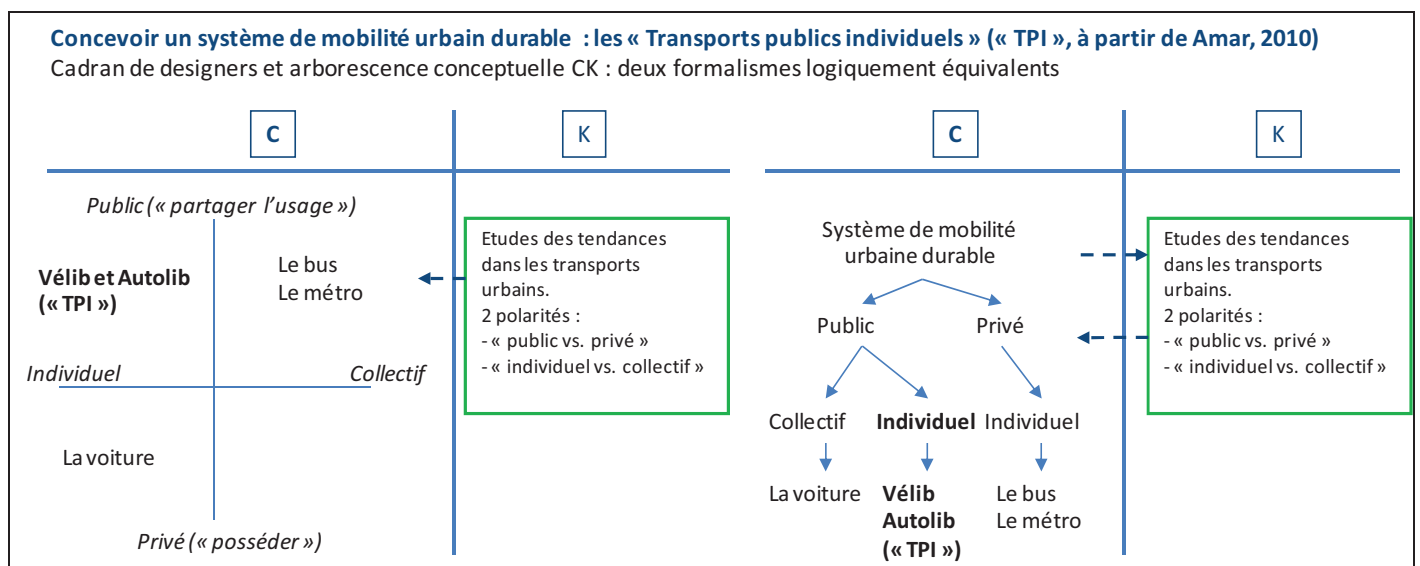 Concevoir un système de mobilité urbain durable : les « Transports publics individuels » (« TPI », à partir de Amar, 2010)
Cadran de designers et arborescence conceptuelle CK : deux formalismes logiquement équivalents
C
K
Public (« partager l'usage »)
Vélib et Autolib
(« TPI »)
Le bus
Le métro
Individuel
Collectif
La voiture
Privé (« posséder »)
Etudes des tendances
dans les transports
urbains.
2 polarités :
- « public vs. privé »
- « individuel vs. collectif »
C
K
Système de mobilité
urbaine durable
Public
Privé
Collectif
Individuel
Individuel
La voiture
Vélib
Autolib
(« TPI »)
Le bus
Le métro
Etudes des tendances
dans les transports
urbains.
2 polarités :
- « public vs. privé »
- « individuel vs. collectif »